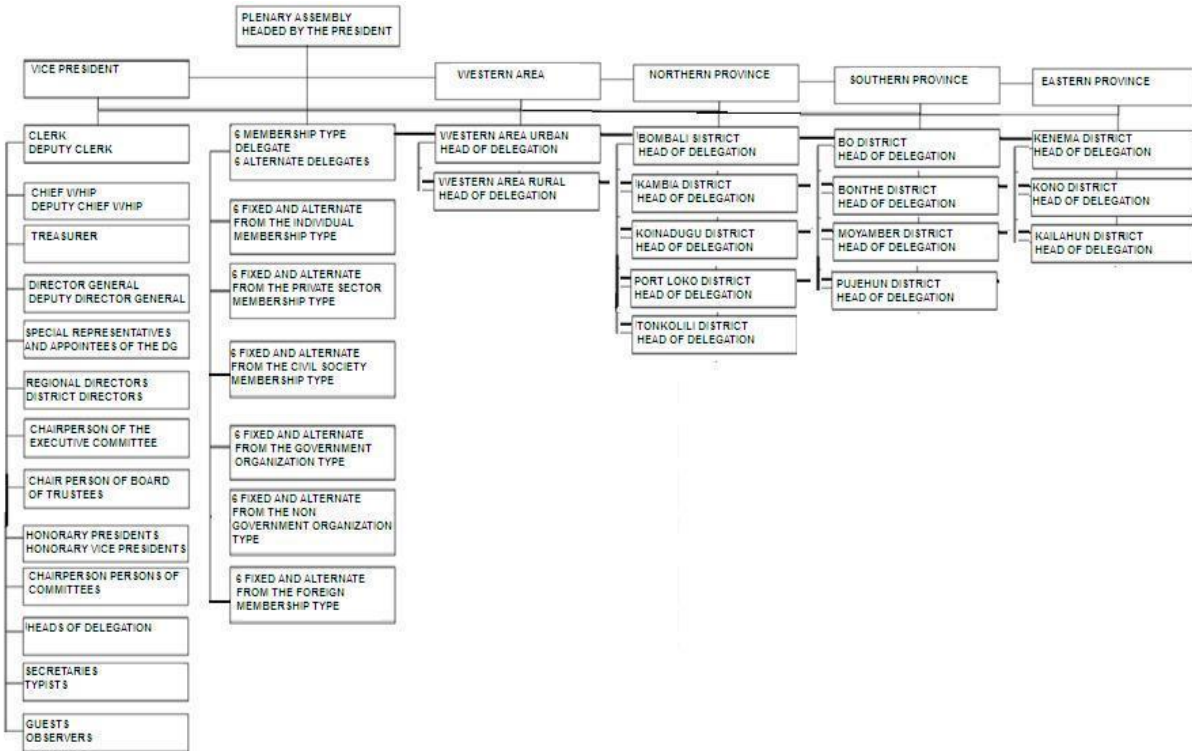 PLENARY ASSEMBLY
HEADED BY THE PRESIDENT
VICE PRESIDENT
WESTERN AREA
NORTHERN PROVINCE
SOUTHERN PROVINCE
EASTERN PROVINCE
CLERK
DEPUTY CLERK
CHIEF WHIP
DEPUTY CHIEF WHIP
TREASURER
DIRECTOR GENERAL
DEPUTY DIRECTOR GENERAL
SPECIAL REPRESENTATIVES
AND APPOINTEES OF THE DG
REGIONAL DIRECTORS
DISTRICT DIRECTORS
CHAIRPERSON OF THE
EXECUTIVE COMMITTEE
CHAIR PERSON OF BOARD
OF TRUSTEES
HONORARY PRESIDENTS
HONORARY VICE PRESIDENTS
CHAIRPERSON PERSONS OF
COMMITTEES
HEADS OF DELEGATION
SECRETARIES
TYPISTS
GUESTS
OBSERVERS
6 MEMBERSHIP TYPE
DELEGATE
6 ALTERNATE DELEGATES
6 FIXED AND ALTERNATE
FROM THE INDIVIDUAL
MEMBERSHIP TYPE
6 FIXED AND ALTERNATE
FROM THE PRIVATE SECTOR
MEMBERSHIP TYPE
6 FIXED AND ALTERNATE
FROM THE CIVIL SOCIETY
MEMBERSHIP TYPE
6 FIXED AND ALTERNATE
FROM THE GOVERNMENT
ORGANIZATION TYPE
6 FIXED AND ALTERNATE
FROM THE NON
GOVERNMENT ORGANIZATION
TYPE
6 FIXED AND ALTERNATE
FROM THE FOREIGN
MEMBERSHIP TYPE
WESTERN AREA URBAN
HEAD OF DELEGATION
WESTERN AREA RURAL
HEAD OF DELEGATION
BOMBALI SISTRICT
HEAD OF DELEGATION
KAMBIA DISTRICT
HEAD OF DELEGATION
KOINADUGU DISTRICT
HEAD OF DELEGATION
PORT LOKO DISTRICT
HEAD OF DELEGATION
TONKOLILI DISTRICT
HEAD OF DELEGATION
BO DISTRICT
HEAD OF DELEGATION
BONTHE DISTRICT
HEAD OF DELEGATION
MOYAMBER DISTRICT
HEAD OF DELEGATION
PUJEHUN DISTRICT
HEAD OF DELEGATION
KENEMA DISTRICT
HEAD OF DELEGATION
KONO DISTRICT
HEAD OF DELEGATION
KAILAHUN DISTRICT
HEAD OF DELEGATION